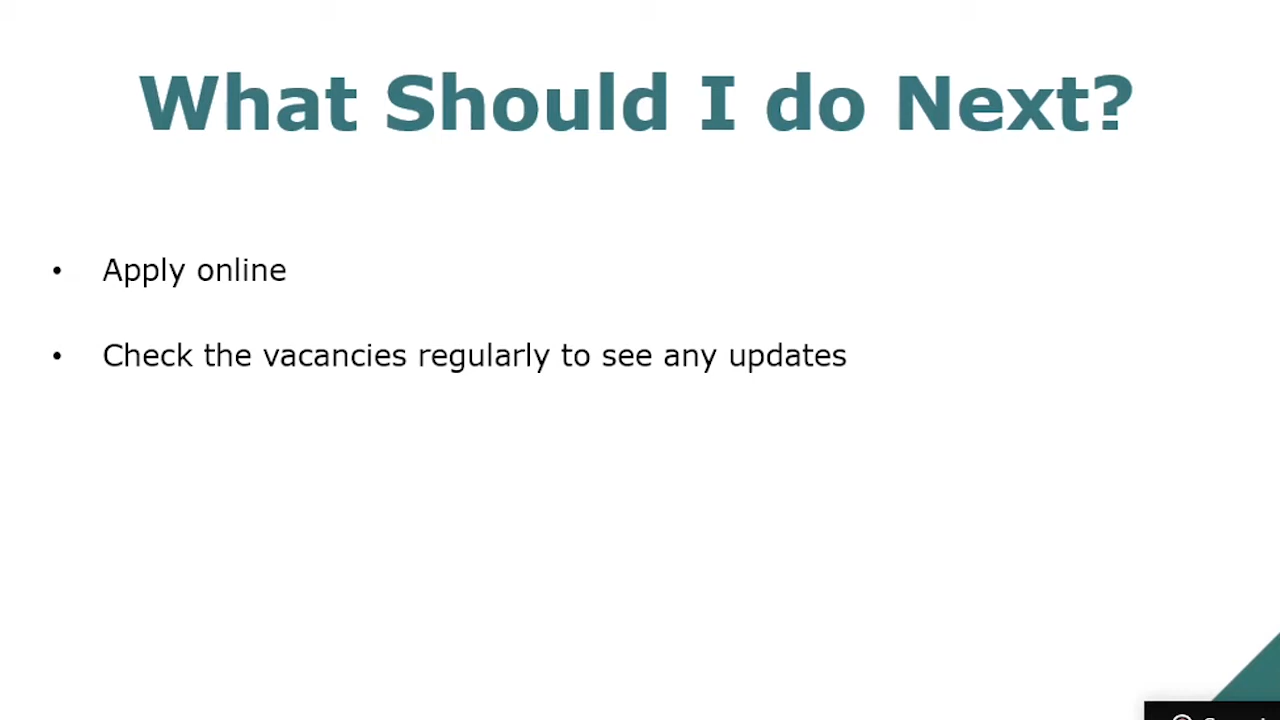 What Should I do Next?
• Apply online
• Check the vacancies regularly to see any updates